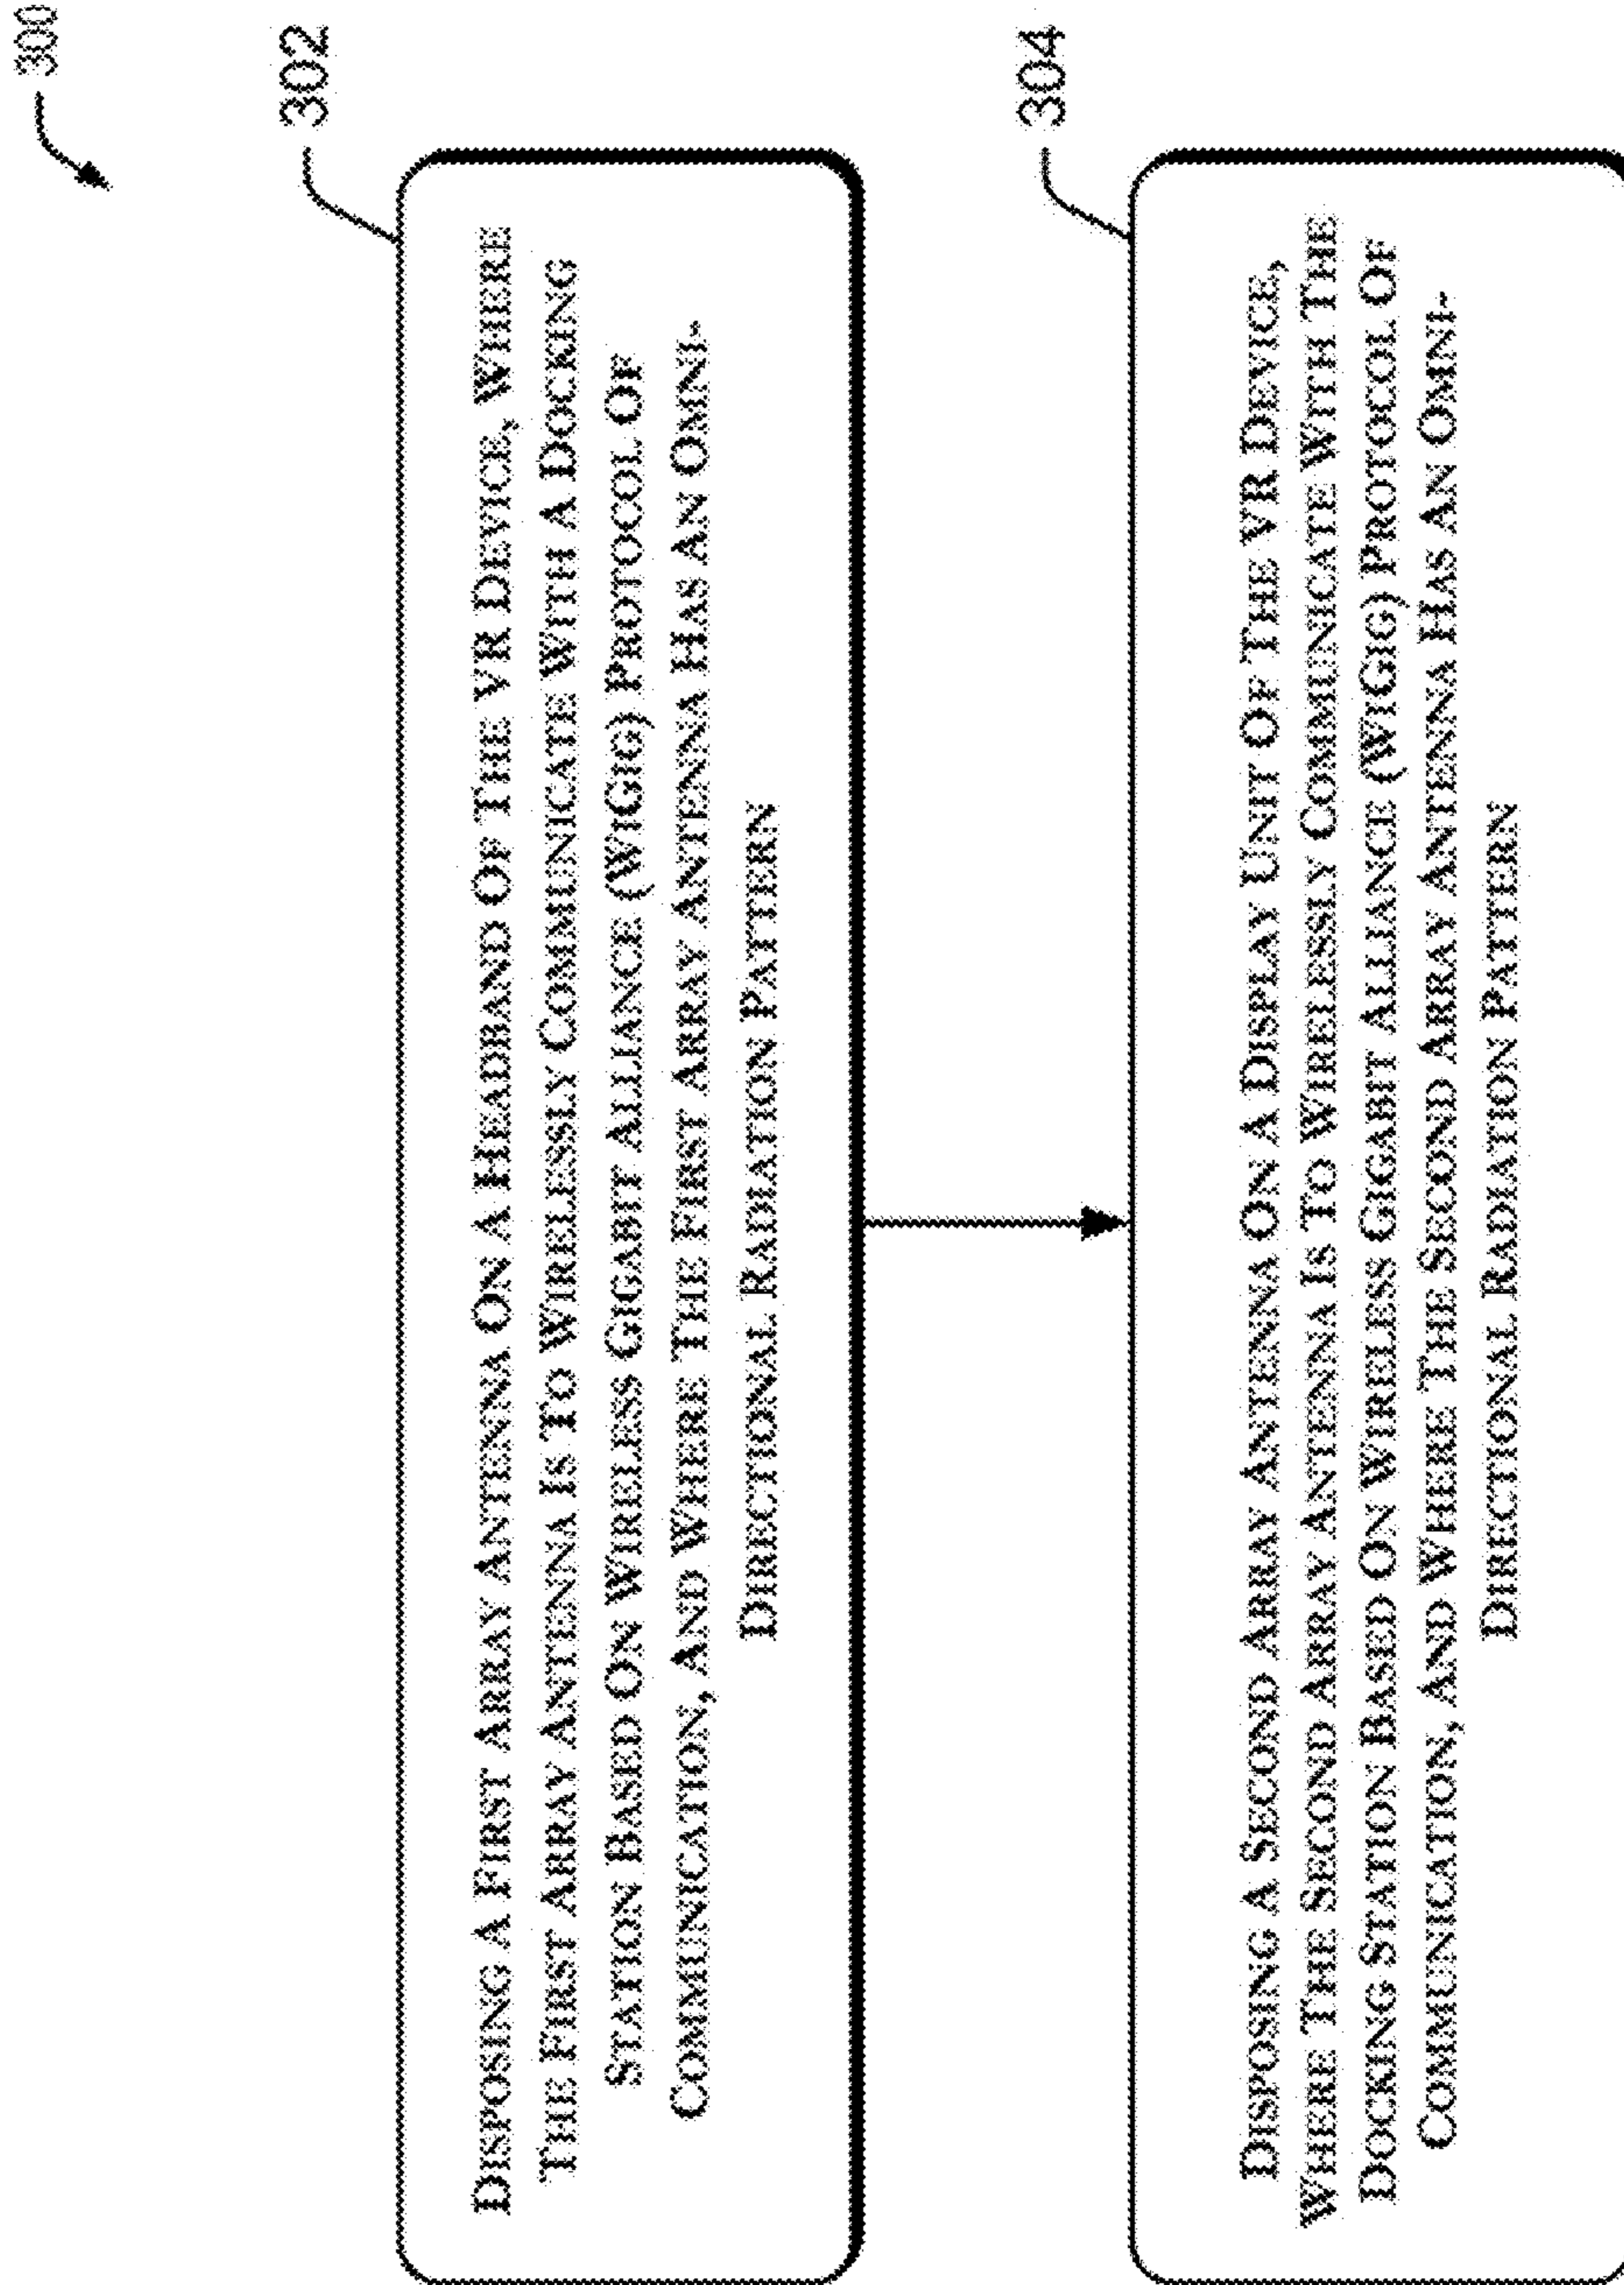 300
302
DISPOSING A FIRST ARRAY ANTENNA ON A HEADBAND OF THE VR DEVICE, WHERE
THE FIRST ARRAY ANTENNA IS TO WIRELESSLY COMMUNICATE WITH A DOCKING
STATION BASED ON WIRELESS GIGABIT ALLIANCE (WIGIG) PROTOCOL OF
COMMUNICATION, AND WHERE THE FIRST ARRAY ANTENNA HAS AN OMNI-
DIRECTIONAL RADIATION PATTERN
304
DISPOSING A SECOND ARRAY ANTENNA ON A DISPLAY UNIT OF THE VR DEVICE,
WHERE THE SECOND ARRAY ANTENNA IS TO WIRELESSLY COMMUNICATE WITH THE
DOCKING STATION BASED ON WIRELESS GIGABIT ALLIANCE (WIGIG) PROTOCOL OF
COMMUNICATION, AND WHERE THE SECOND ARRAY ANTENNA HAS AN OMNI-
DIRECTIONAL RADIATION PATTERN